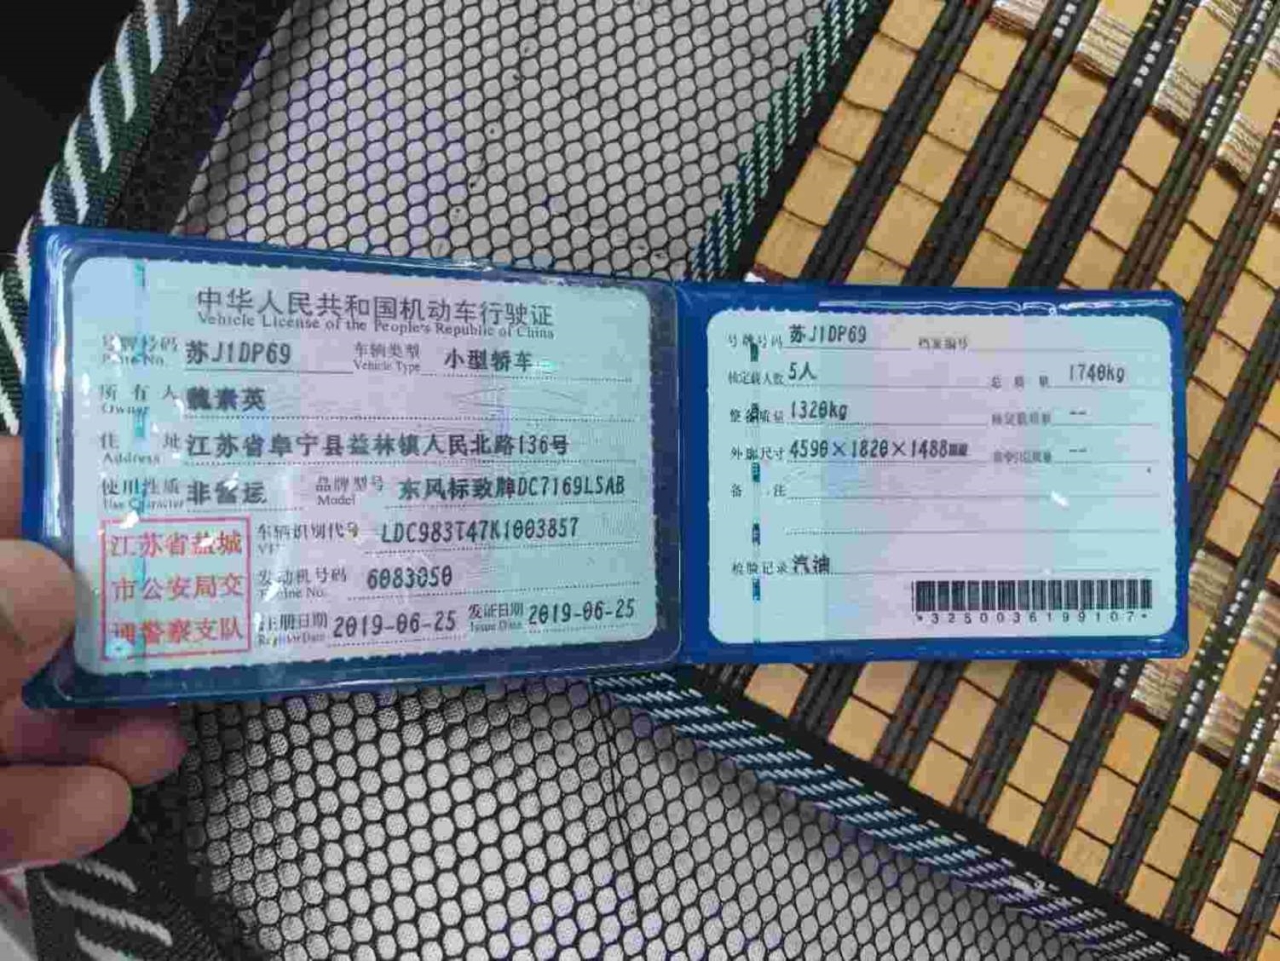 中华人民共和国机动车行驶证
Vehicle License of the People's Republic of China
号牌号码 苏J1DP69 车辆类型 小型轿车
Plate No. Vehicle Type
所有人 魏素英
Owner
住址 江苏省阜宁县益林镇人民北路136号
Address
使用性质 非营运 品牌型号 东风标致牌DC7169LSAB
Use Character Model
江苏省盐城
市公安局交
通警察支队
车辆识别代号 LDC983T47K1003857
VIN
发动机号码 6083050
Engine No.
注册日期 2019-06-25 发证日期 2019-06-25
Register Date Issue Date
号牌号码 苏J1DP69 档案编号
核定载人数 5人 总质量 1740kg
整备质量 1320kg 核定载质量 --
外廓尺寸 4590×1820×1488mm 准牵引总质量 --
备注
检验记录 汽油
*3250036199107*